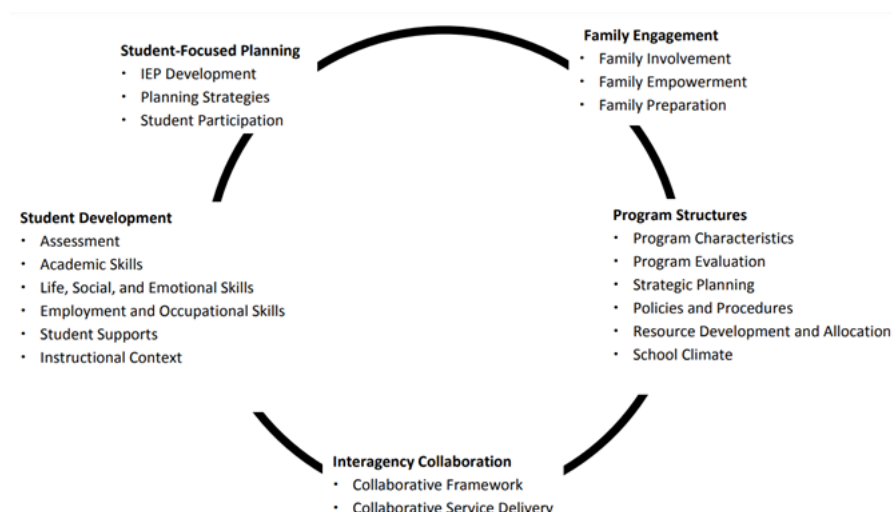 Student-Focused Planning
· IEP Development
· Planning Strategies
· Student Participation
Family Engagement
· Family Involvement
· Family Empowerment
· Family Preparation
Student Development
· Assessment
· Academic Skills
· Life, Social, and Emotional Skills
· Employment and Occupational Skills
· Student Supports
· Instructional Context
Program Structures
· Program Characteristics
· Program Evaluation
· Strategic Planning
· Policies and Procedures
· Resource Development and Allocation
· School Climate
Interagency Collaboration
· Collaborative Framework
· Collaborative Service Delivery